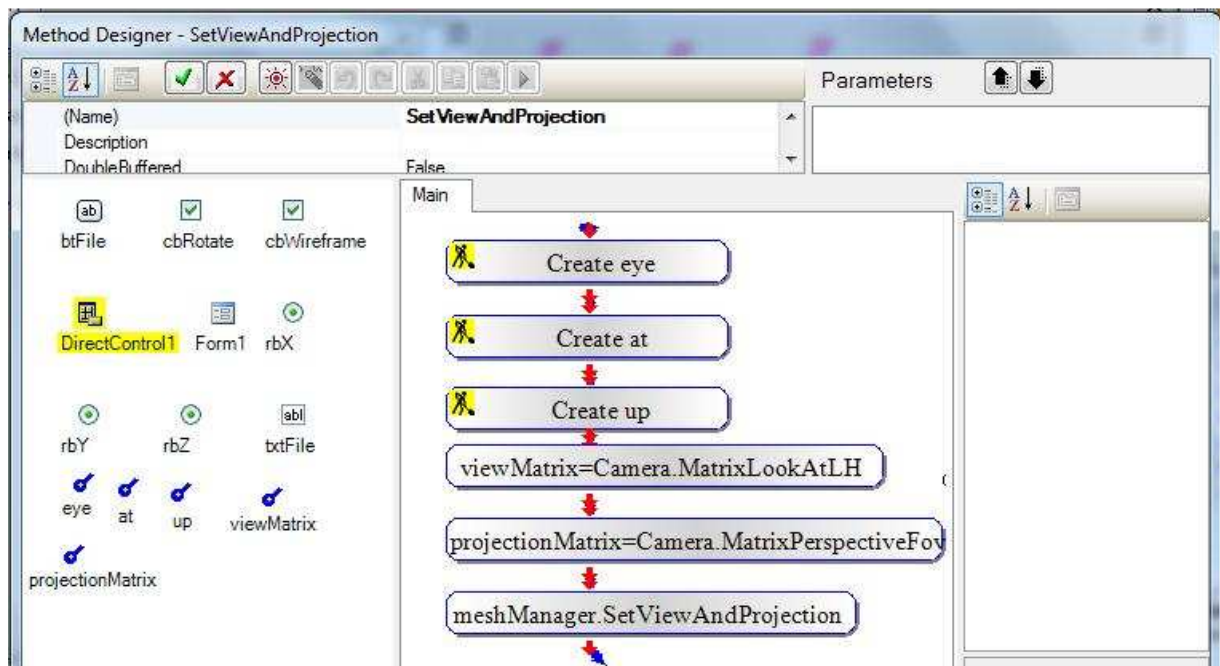 Method Designer - SetViewAndProjection
Parameters
(Name) SetViewAndProjection
Description
DoubleBuffered False
Main
btFile cbRotate cbWireframe
DirectControl1 Form1 rbX
rbY rbZ txtFile
eye at up viewMatrix
projectionMatrix
Create eye
Create at
Create up
viewMatrix=Camera.MatrixLookAtLH
projectionMatrix=Camera.MatrixPerspectiveFov
meshManager.SetViewAndProjection